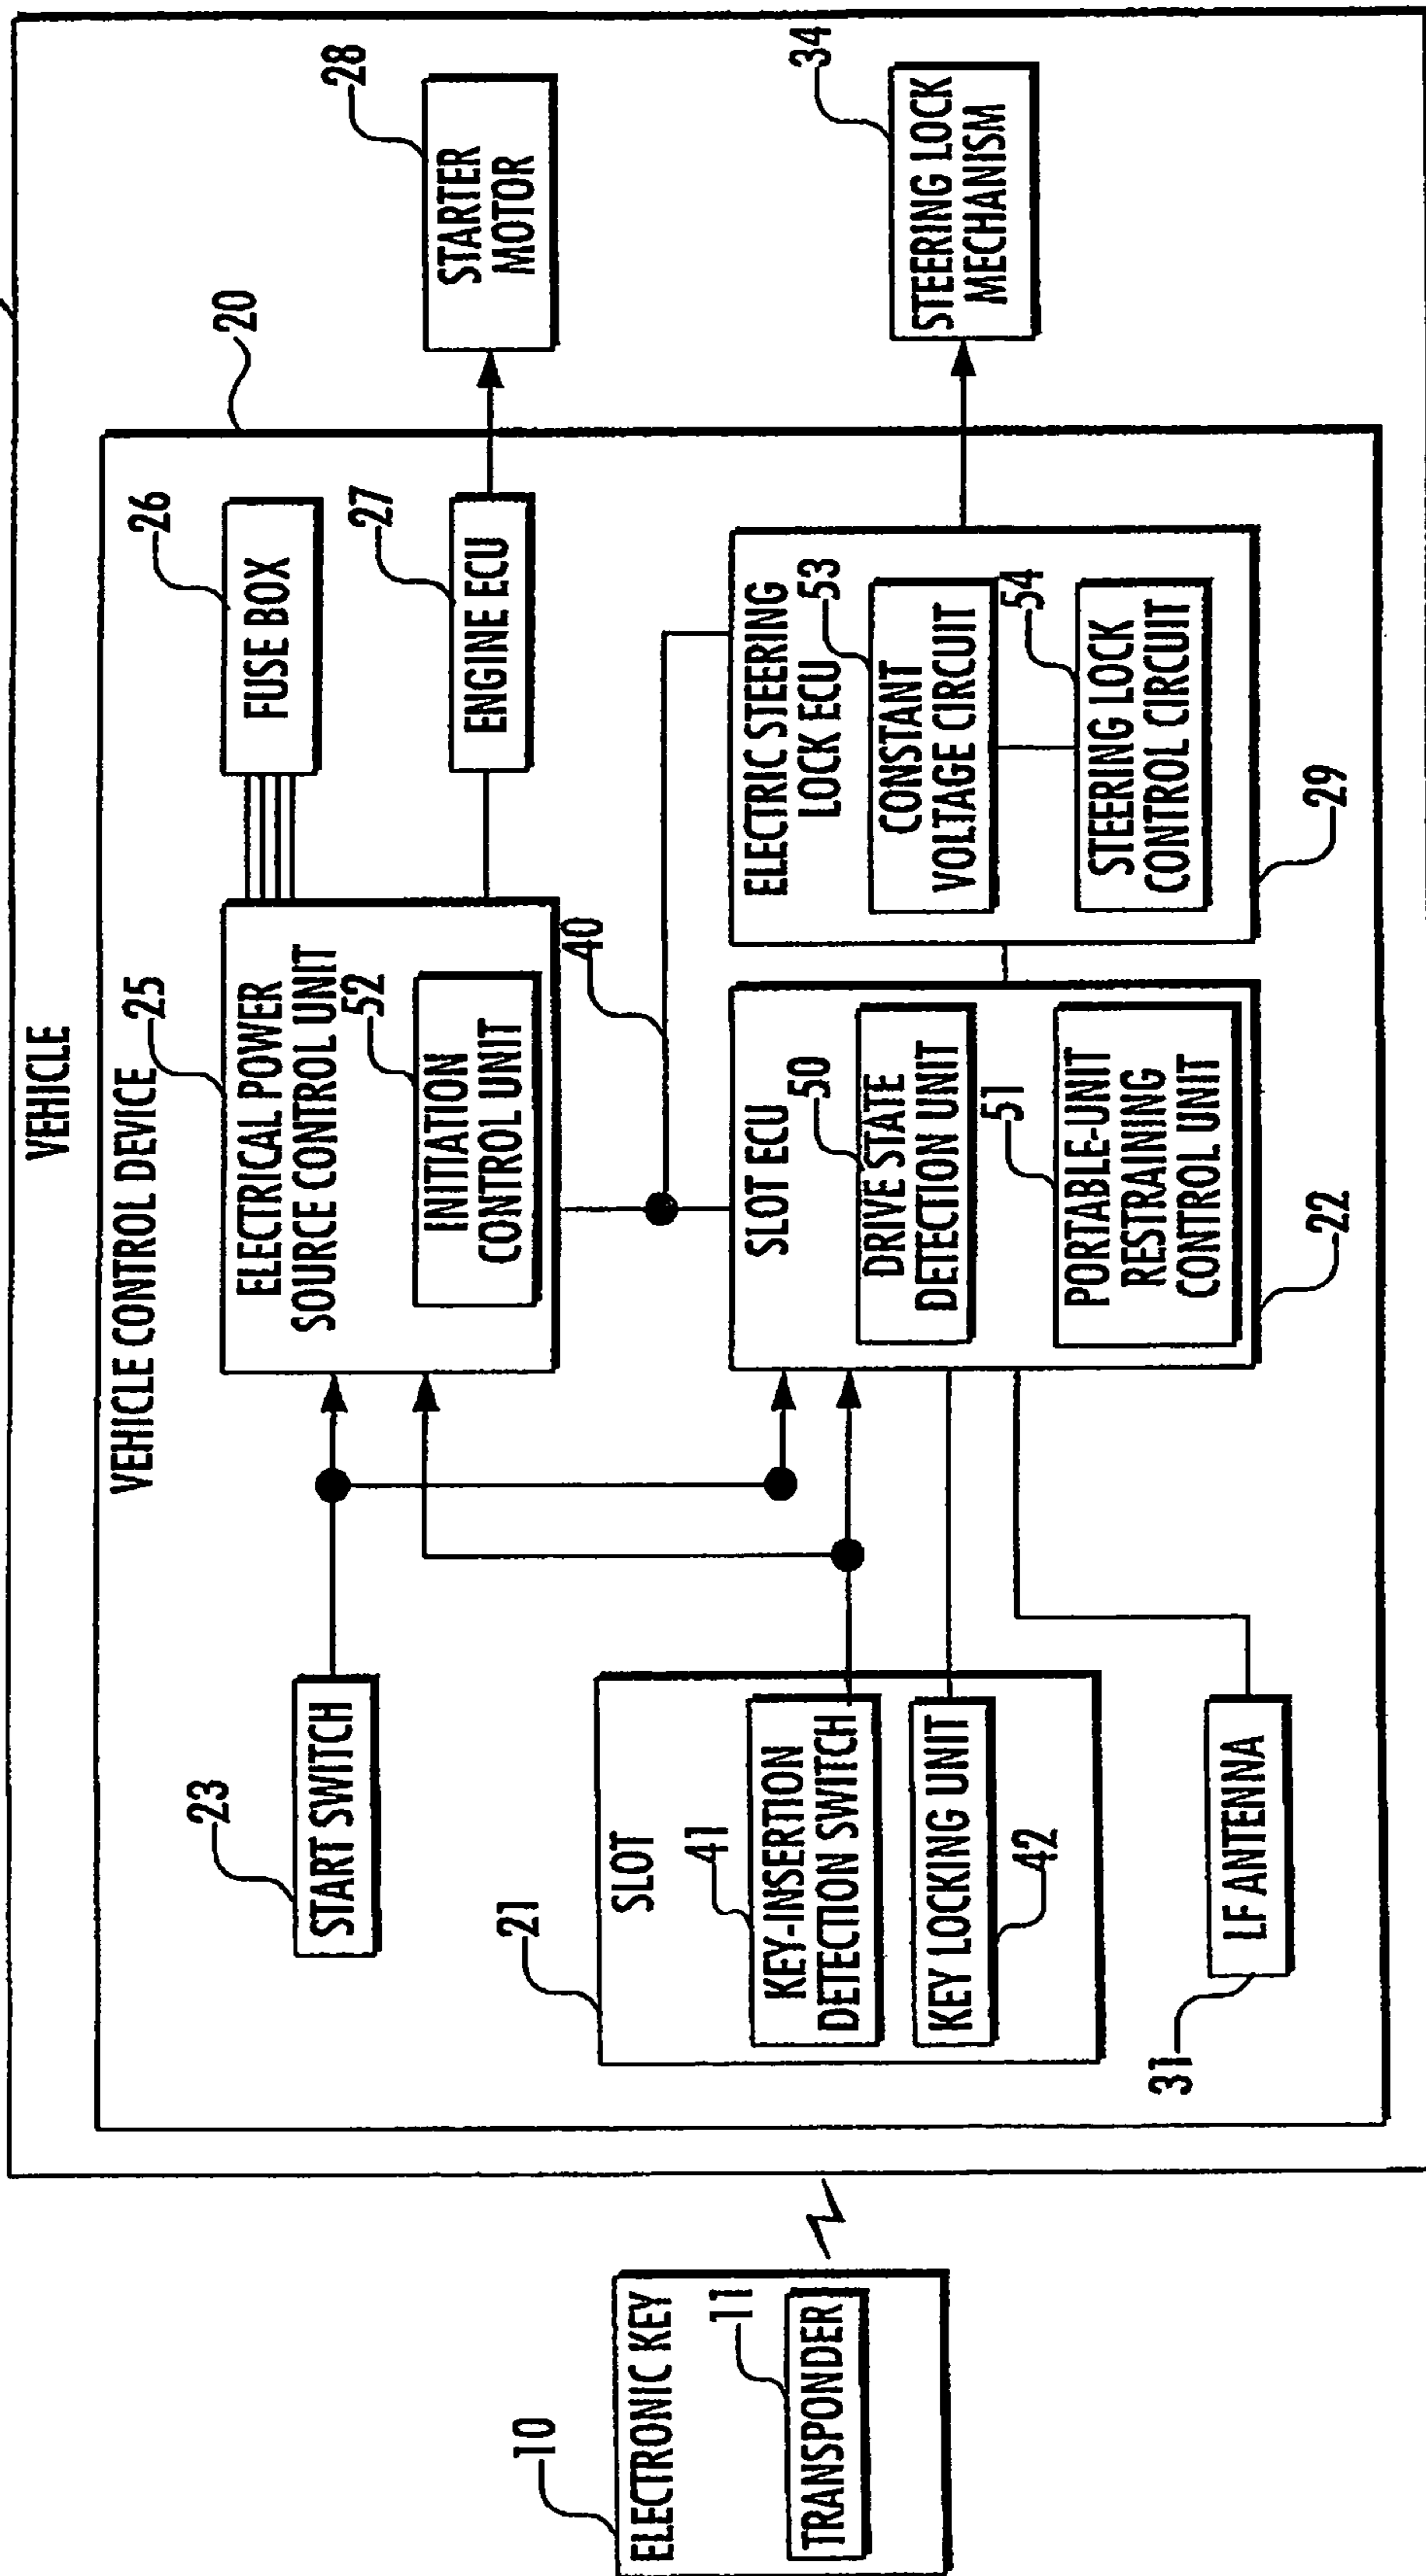 VEHICLE
VEHICLE CONTROL DEVICE
20
10
ELECTRONIC KEY
11
TRANSPONDER
23
START SWITCH
21
SLOT
41
KEY-INSERTION
DETECTION SWITCH
KEY LOCKING UNIT
42
LF ANTENNA
31
25
ELECTRICAL POWER
SOURCE CONTROL UNIT
52
INITIATION
CONTROL UNIT
40
SLOT ECU
50
DRIVE STATE
DETECTION UNIT
51
PORTABLE-UNIT
RESTRAINING
CONTROL UNIT
22
26
FUSE BOX
27
ENGINE ECU
ELECTRIC STEERING
LOCK ECU
53
CONSTANT
VOLTAGE CIRCUIT
54
STEERING LOCK
CONTROL CIRCUIT
29
28
STARTER
MOTOR
34
STEERING LOCK
MECHANISM